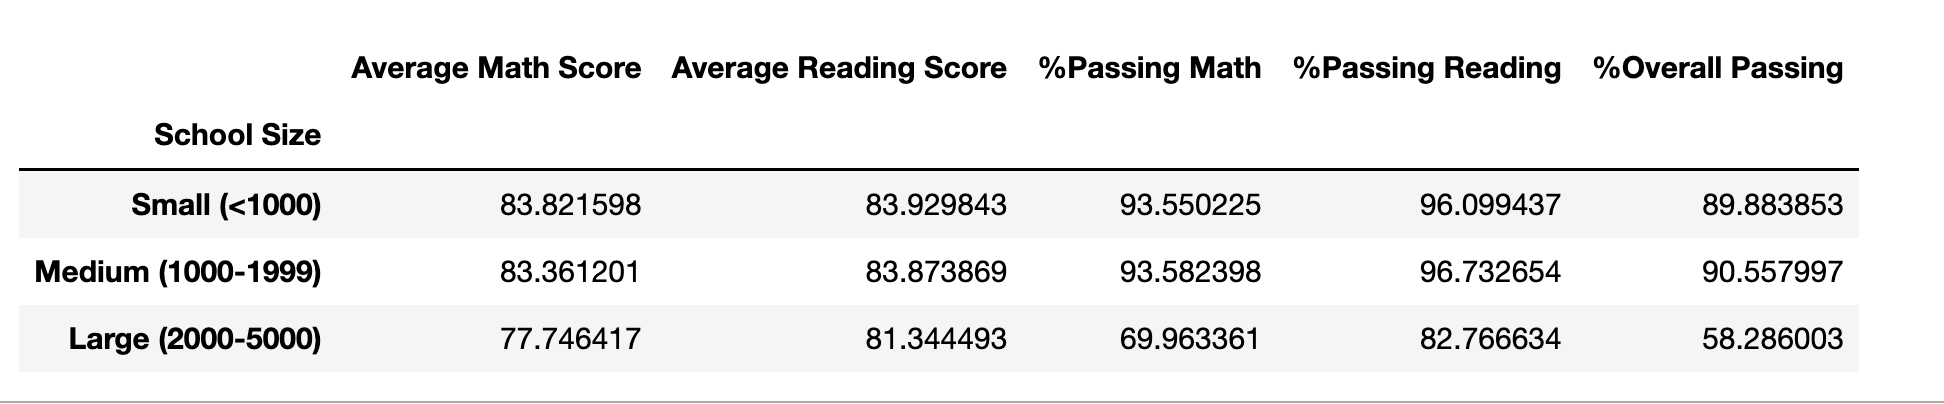 Average Math Score Average Reading Score %Passing Math %Passing Reading %Overall Passing
School Size
Small (<1000) 83.821598 83.929843 93.550225 96.099437 89.883853
Medium (1000-1999) 83.361201 83.873869 93.582398 96.732654 90.557997
Large (2000-5000) 77.746417 81.344493 69.963361 82.766634 58.286003